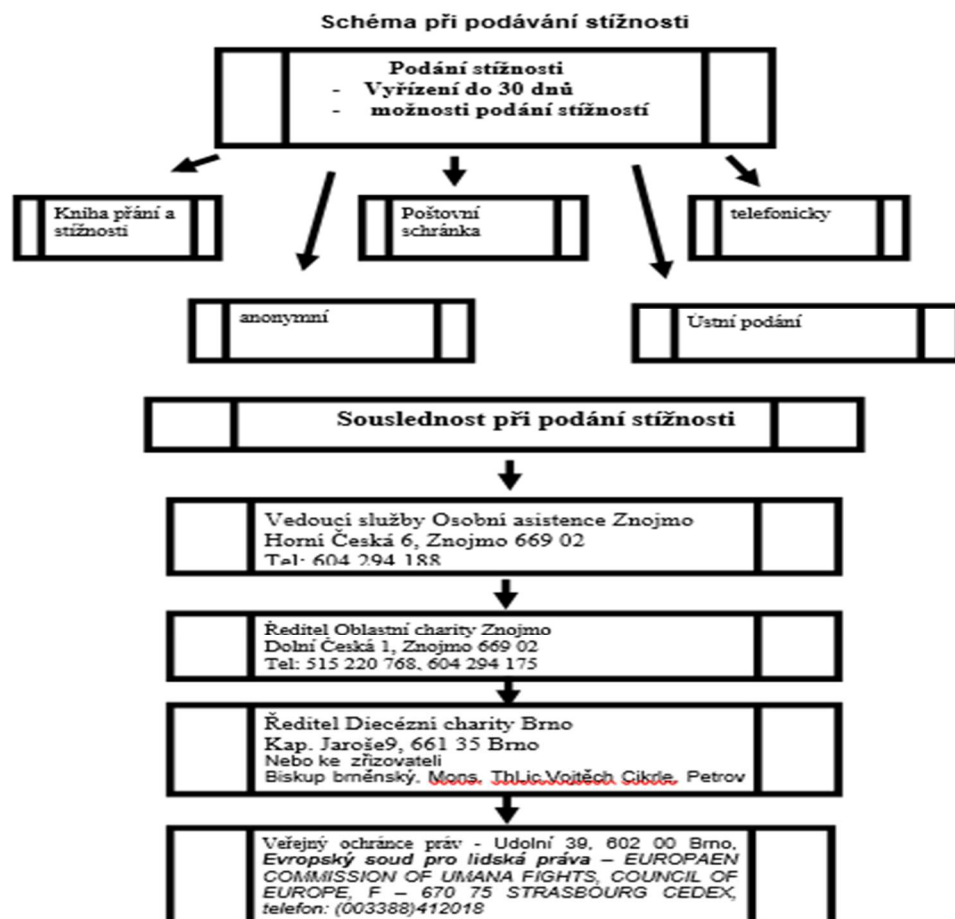 Schéma při podávání stížnosti
Podání stížnosti
- Vyřízení do 30 dnů
- možnosti podání stížností
Kniha přání a
stížnosti
Poštovní
schránka
telefonicky
anonymní
Ústní podání
Souslednost při podání stížnosti
Vedoucí služby Osobní asistence Znojmo
Horní Česká 6, Znojmo 669 02
Tel: 604 294 188
Ředitel Oblastní charity Znojmo
Dolní Česká 1, Znojmo 669 02
Tel: 515 220 768, 604 294 175
Ředitel Diecézní charity Brno
Kap. Jaroše9, 661 35 Brno
Nebo ke zřizovateli
Biskup brněnský, Mons. ThLic.Vojtěch Cikrle, Petrov
Veřejný ochránce práv - Udolní 39, 602 00 Brno,
Evropský soud pro lidská práva – EUROPAEN
COMMISSION OF UMANA FIGHTS, COUNCIL OF
EUROPE, F – 670 75 STRASBOURG CEDEX,
telefon: (003388)412018